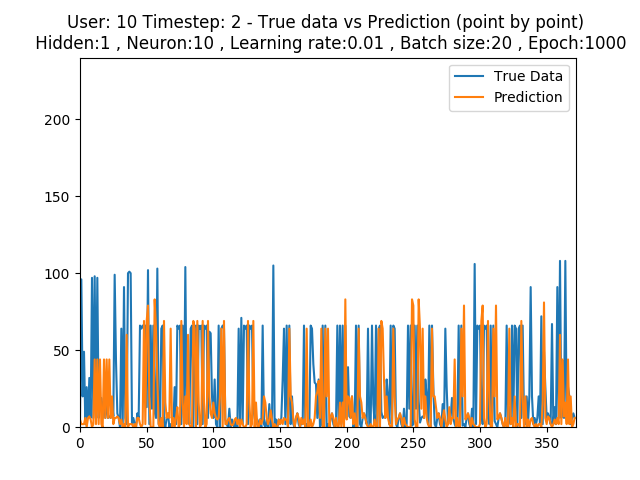 User: 10 Timestep: 2 - True data vs Prediction (point by point)
Hidden:1 , Neuron:10 , Learning rate:0.01 , Batch size:20 , Epoch:1000
True Data
Prediction
200
150
100
50
0
0 50 100 150 200 250 300 350